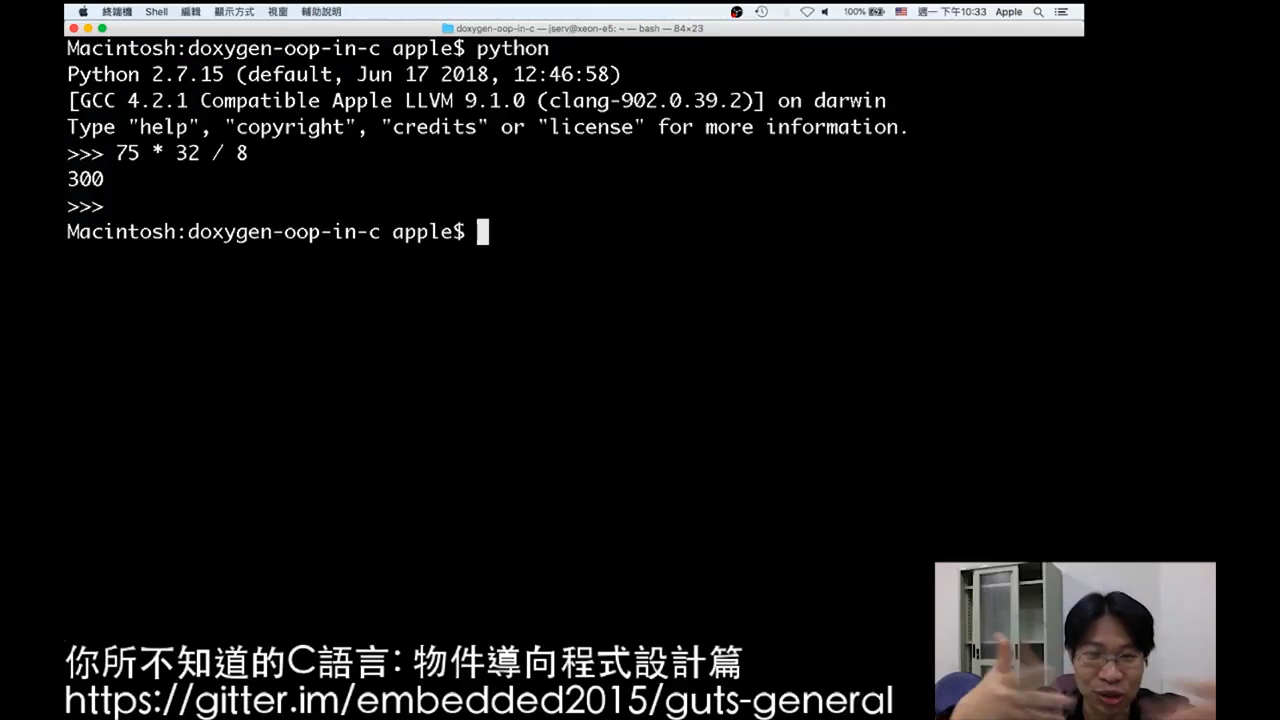 終端機 Shell 編輯 顯示方式 視窗 輔助說明 100% 週一 下午10:33 Apple
doxygen-oop-in-c — jserv@xeon-e5: ~ — bash — 84×23
Macintosh:doxygen-oop-in-c apple$ python
Python 2.7.15 (default, Jun 17 2018, 12:46:58)
[GCC 4.2.1 Compatible Apple LLVM 9.1.0 (clang-902.0.39.2)] on darwin
Type "help", "copyright", "credits" or "license" for more information.
>>> 75 * 32 / 8
300
>>>
Macintosh:doxygen-oop-in-c apple$
你所不知道的C語言: 物件導向程式設計篇
https://gitter.im/embedded2015/guts-general